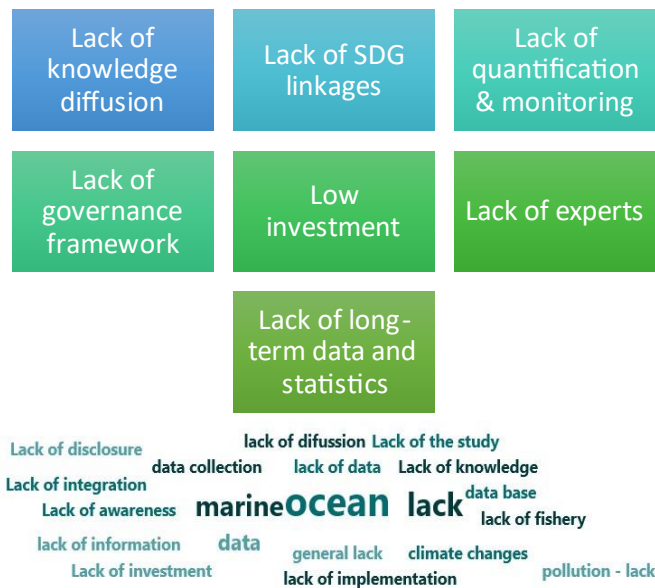 Lack of
knowledge
diffusion
Lack of SDG
linkages
Lack of
quantification
& monitoring
Lack of
governance
framework
Low
investment
Lack of experts
Lack of long-
term data and
statistics
lack of difussion Lack of the study
Lack of disclosure
data collection lack of data Lack of knowledge
Lack of integration
marine ocean lack data base
Lack of awareness
lack of fishery
lack of information data
general lack climate changes
Lack of investment
lack of implementation
pollution - lack